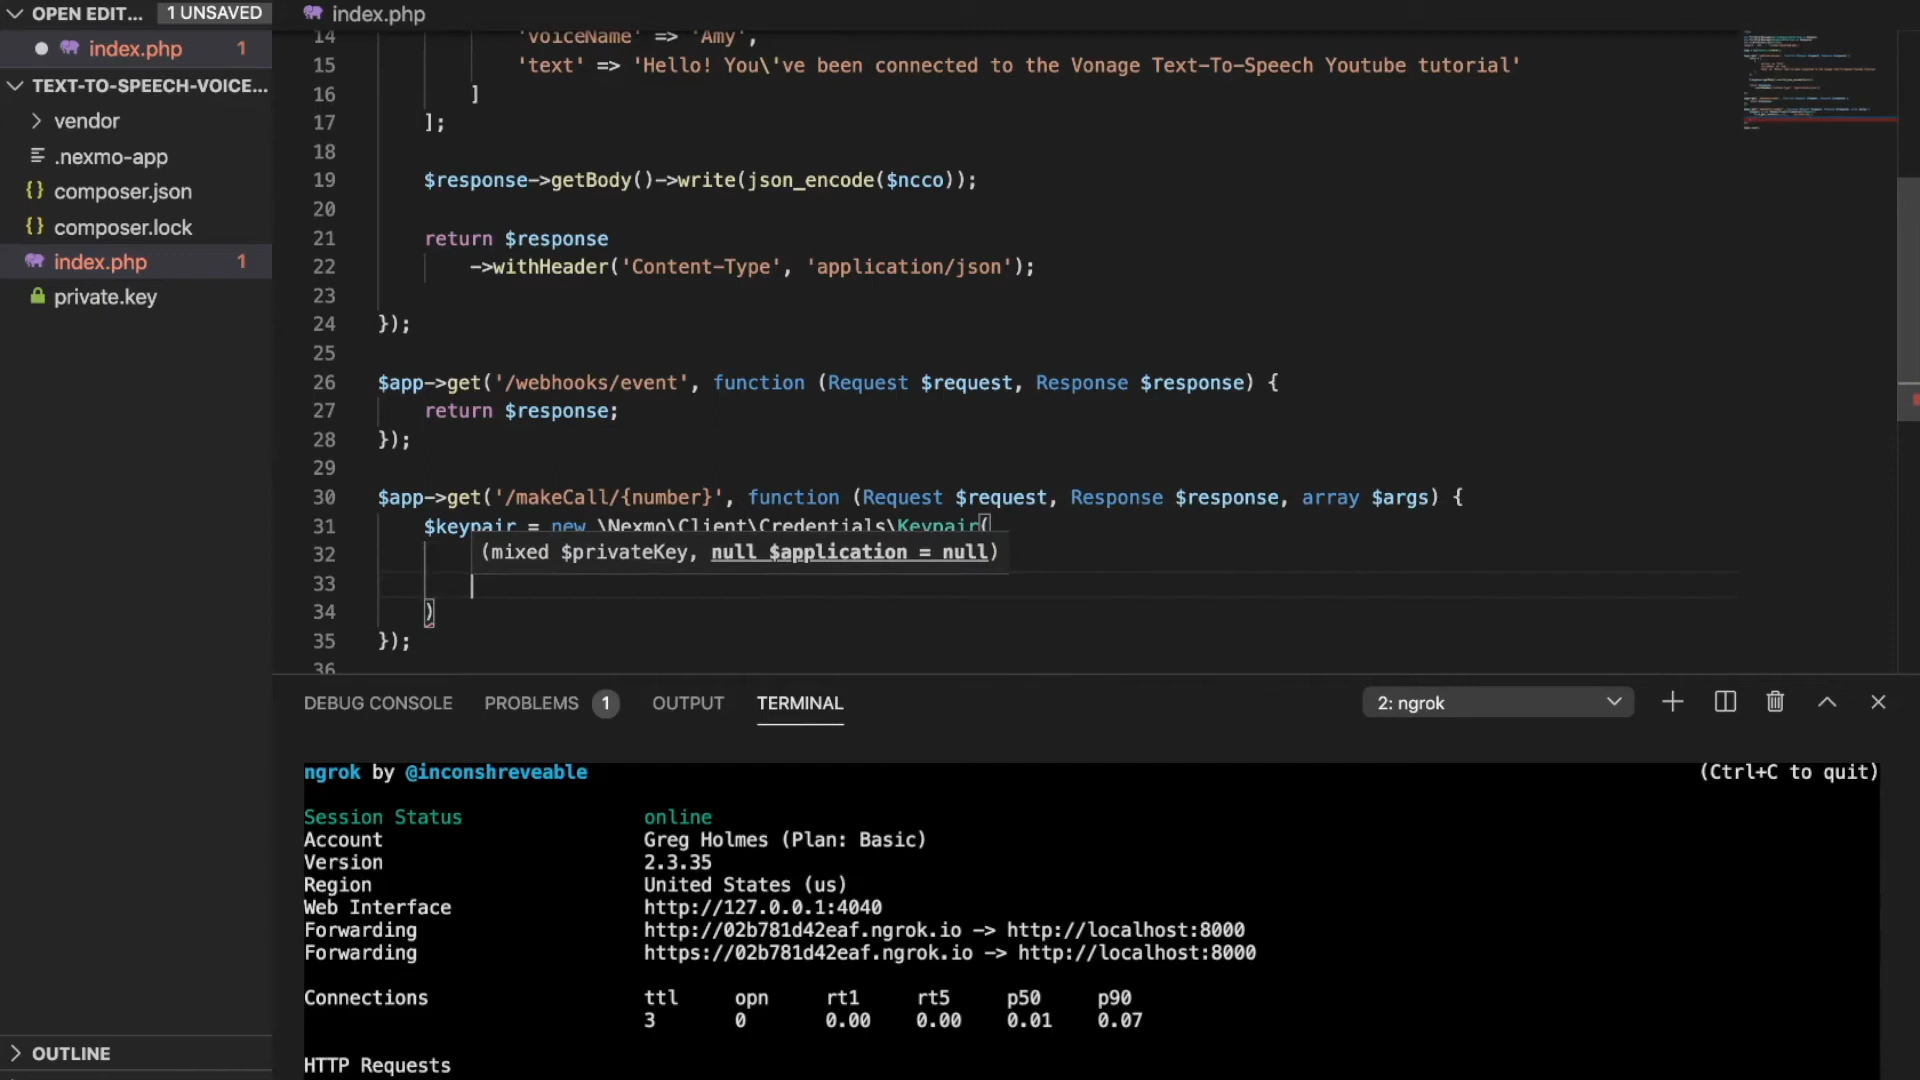 OPEN EDIT... 1 UNSAVED
index.php
index.php 1
TEXT-TO-SPEECH-VOICE...
vendor
.nexmo-app
composer.json
composer.lock
index.php 1
private.key
OUTLINE
14 'voiceName' => 'Amy',
15 'text' => 'Hello! You\'ve been connected to the Vonage Text-To-Speech Youtube tutorial'
16 ]
17 ];
18
19 $response->getBody()->write(json_encode($ncco));
20
21 return $response
22 ->withHeader('Content-Type', 'application/json');
23
24 });
25
26 $app->get('/webhooks/event', function (Request $request, Response $response) {
27 return $response;
28 });
29
30 $app->get('/makeCall/{number}', function (Request $request, Response $response, array $args) {
31 $keypair = new \Nexmo\Client\Credentials\Keypair(
32 (mixed $privateKey, null $application = null)
33
34 )
35 });
36
DEBUG CONSOLE PROBLEMS 1 OUTPUT TERMINAL 2: ngrok
ngrok by @inconshreveable (Ctrl+C to quit)
Session Status online
Account Greg Holmes (Plan: Basic)
Version 2.3.35
Region United States (us)
Web Interface http://127.0.0.1:4040
Forwarding http://02b781d42eaf.ngrok.io -> http://localhost:8000
Forwarding https://02b781d42eaf.ngrok.io -> http://localhost:8000
Connections ttl opn rt1 rt5 p50 p90
3 0 0.00 0.00 0.01 0.07
HTTP Requests